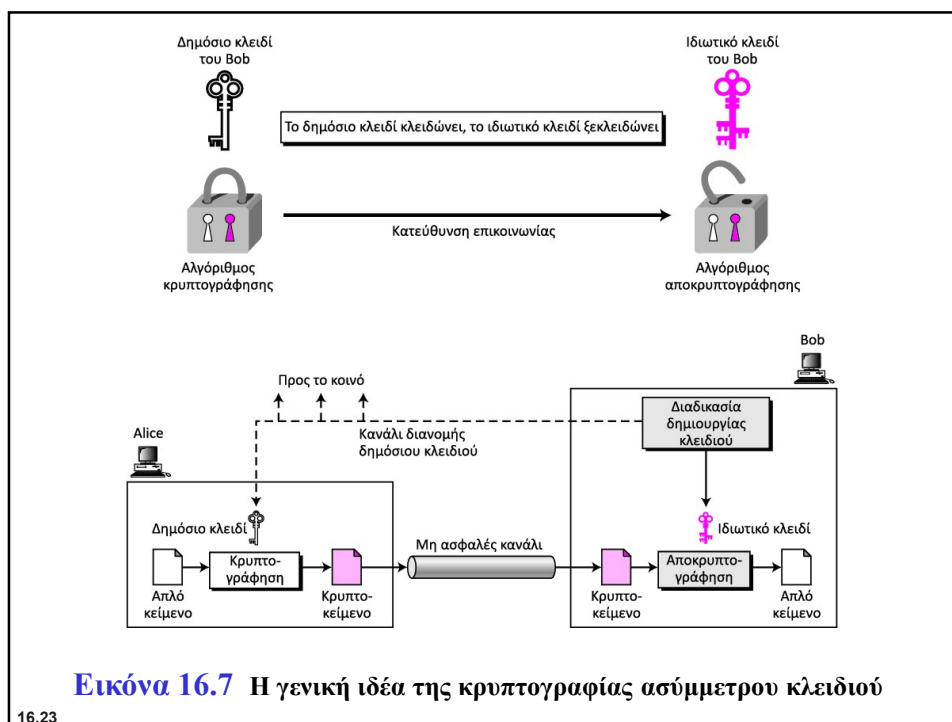 Δημόσιο κλειδί
του Bob
Ιδιωτικό κλειδί
του Bob
Το δημόσιο κλειδί κλειδώνει, το ιδιωτικό κλειδί ξεκλειδώνει
Κατεύθυνση επικοινωνίας
Αλγόριθμος
κρυπτογράφησης
Αλγόριθμος
αποκρυπτογράφησης
Bob
Προς το κοινό
Διαδικασία
δημιουργίας
κλειδιού
Alice
Κανάλι διανομής
δημόσιου κλειδιού
Δημόσιο κλειδί
Ιδιωτικό κλειδί
Κρυπτο-
γράφηση
Μη ασφαλές κανάλι
Αποκρυπτο-
γράφηση
Απλό
κείμενο
Κρυπτο-
κείμενο
Κρυπτο-
κείμενο
Απλό
κείμενο
Εικόνα 16.7 Η γενική ιδέα της κρυπτογραφίας ασύμμετρου κλειδιού
16.23